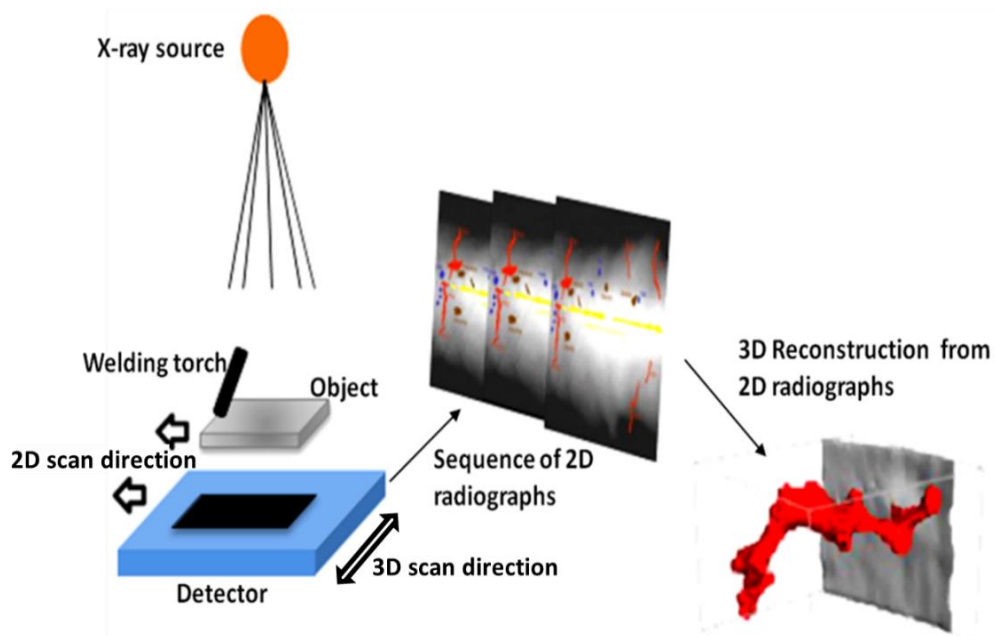 X-ray source
Welding torch
Object
2D scan direction
Detector
3D scan direction
Sequence of 2D
radiographs
3D Reconstruction from
2D radiographs